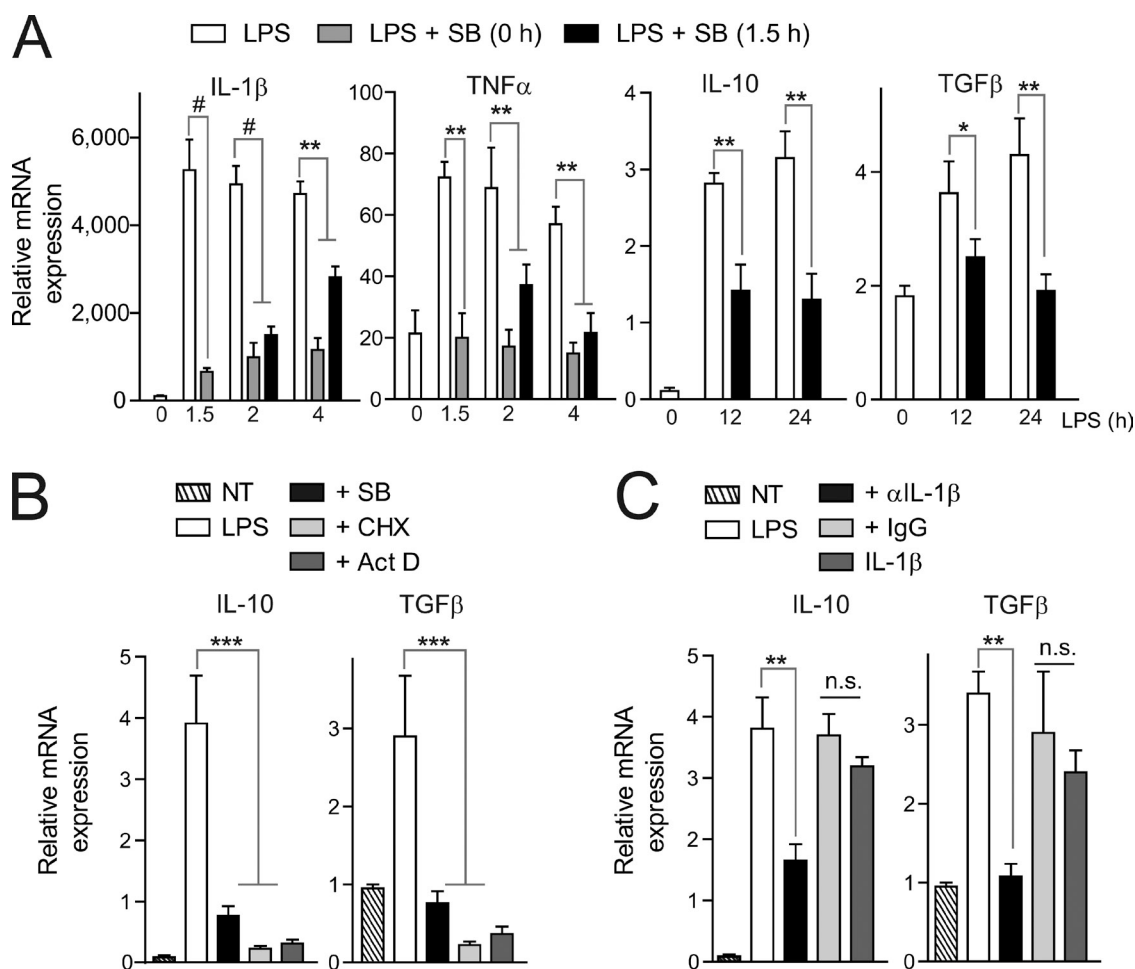 A
LPS LPS + SB (0 h) LPS + SB (1.5 h)
IL-1β TNFα IL-10 TGFβ
Relative mRNA
expression
# # **
6,000
4,000
2,000
0
0 1.5 2 4
** ** **
100
80
60
40
20
0
0 1.5 2 4
** **
4
3
2
1
0
0 12 24
* **
4
2
0
0 12 24 LPS (h)
B
NT + SB
LPS + CHX
+ Act D
IL-10 TGFβ
Relative mRNA
expression
***
5
4
3
2
1
0
***
3
2
1
0
C
NT + αIL-1β
LPS + IgG
IL-1β
IL-10 TGFβ
Relative mRNA
expression
** n.s.
5
4
3
2
1
0
** n.s.
3
2
1
0